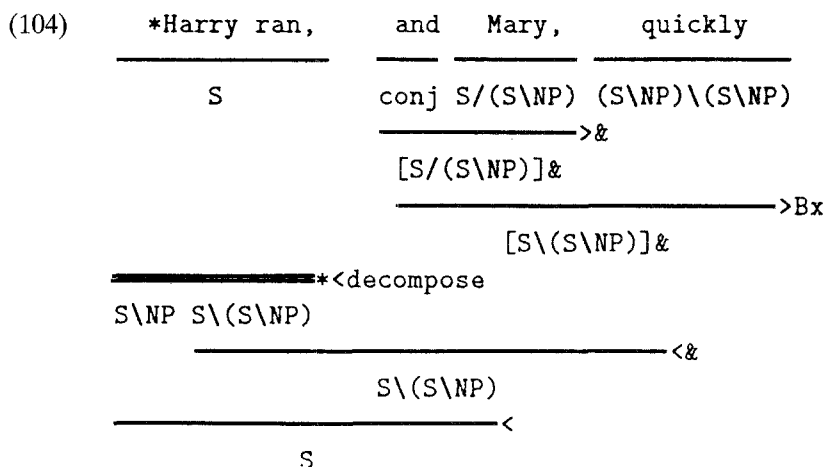 (104) *Harry ran, and Mary, quickly
S conj S/(S\NP) (S\NP)\(S\NP)
>&
[S/(S\NP)]&
>Bx
[S\(S\NP)]&
*<decompose
S\NP S\(S\NP)
<&
S\(S\NP)
<
S